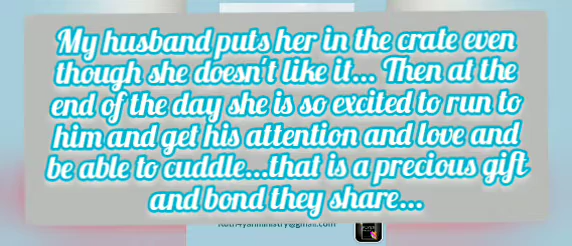 My husband puts her in the crate even
though she doesn't like it... Then at the
end of the day she is so excited to run to
him and get his attention and love and
be able to cuddle...that is a precious gift
and bond they share...